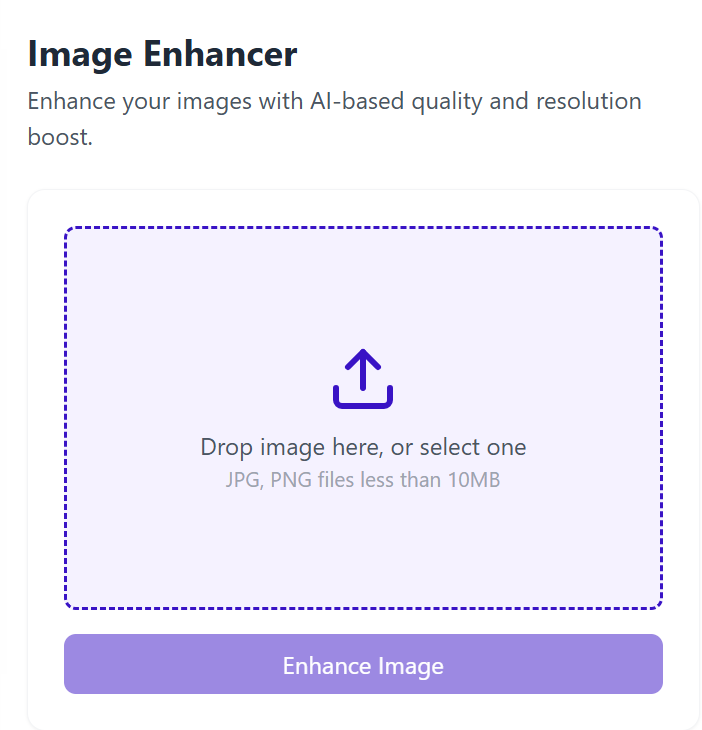 Image Enhancer
Enhance your images with AI-based quality and resolution
boost.
Drop image here, or select one
JPG, PNG files less than 10MB
Enhance Image